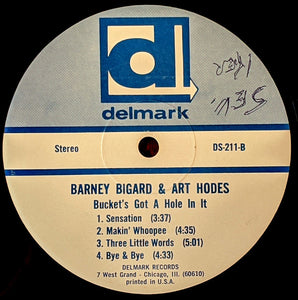 d
delmark
Stereo
DS-211-B
BARNEY BIGARD & ART HODES
Bucket's Got A Hole In It
1. Sensation (3:37)
2. Makin' Whoopee (4:35)
3. Three Little Words (5:01)
4. Bye & Bye (4:33)
DELMARK RECORDS
7 West Grand - Chicago, Ill. (60610)
printed in U.S.A.